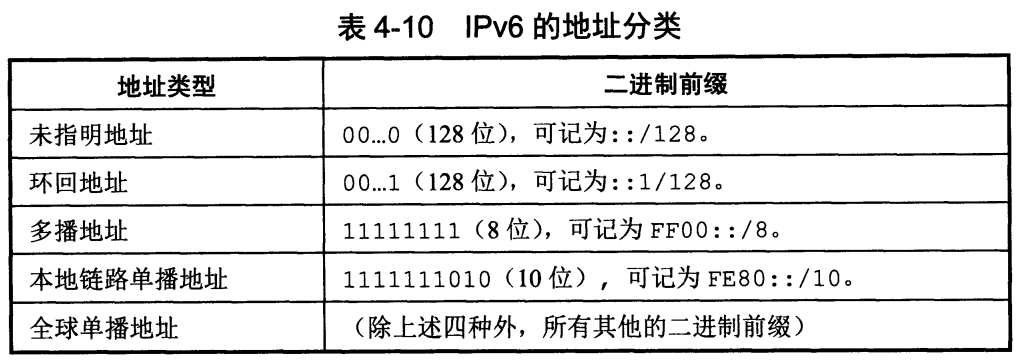 表 4-10 IPv6 的地址分类
地址类型 二进制前缀
未指明地址 00…0（128 位），可记为::/128。
环回地址 00…1（128 位），可记为::1/128。
多播地址 11111111（8 位），可记为 FF00::/8。
本地链路单播地址 1111111010（10 位），可记为 FE80::/10。
全球单播地址 （除上述四种外，所有其他的二进制前缀）